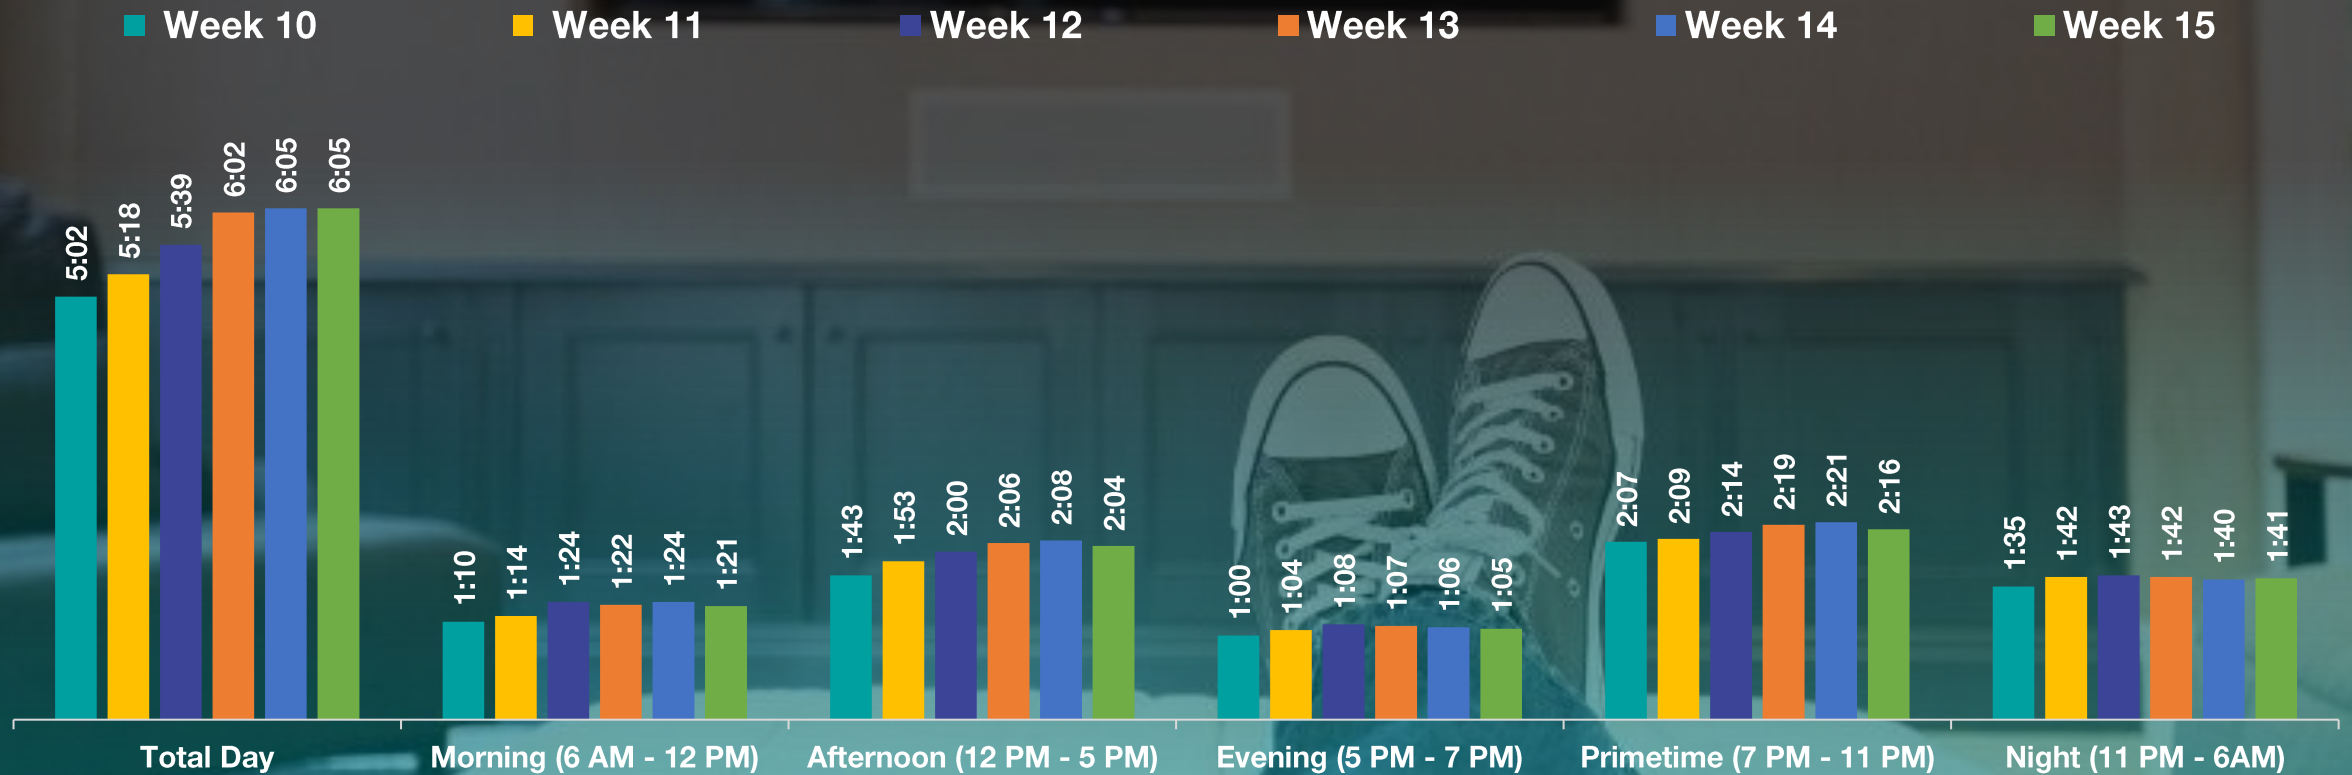 Week 10 Week 11 Week 12 Week 13 Week 14 Week 15
5:02 5:18 5:39 6:02 6:05 6:05
1:10 1:14 1:24 1:22 1:24 1:21
1:43 1:53 2:00 2:06 2:08 2:04
1:00 1:04 1:08 1:07 1:06 1:05
2:07 2:09 2:14 2:19 2:21 2:16
1:35 1:42 1:43 1:42 1:40 1:41
Total Day Morning (6 AM - 12 PM) Afternoon (12 PM - 5 PM) Evening (5 PM - 7 PM) Primetime (7 PM - 11 PM) Night (11 PM - 6AM)